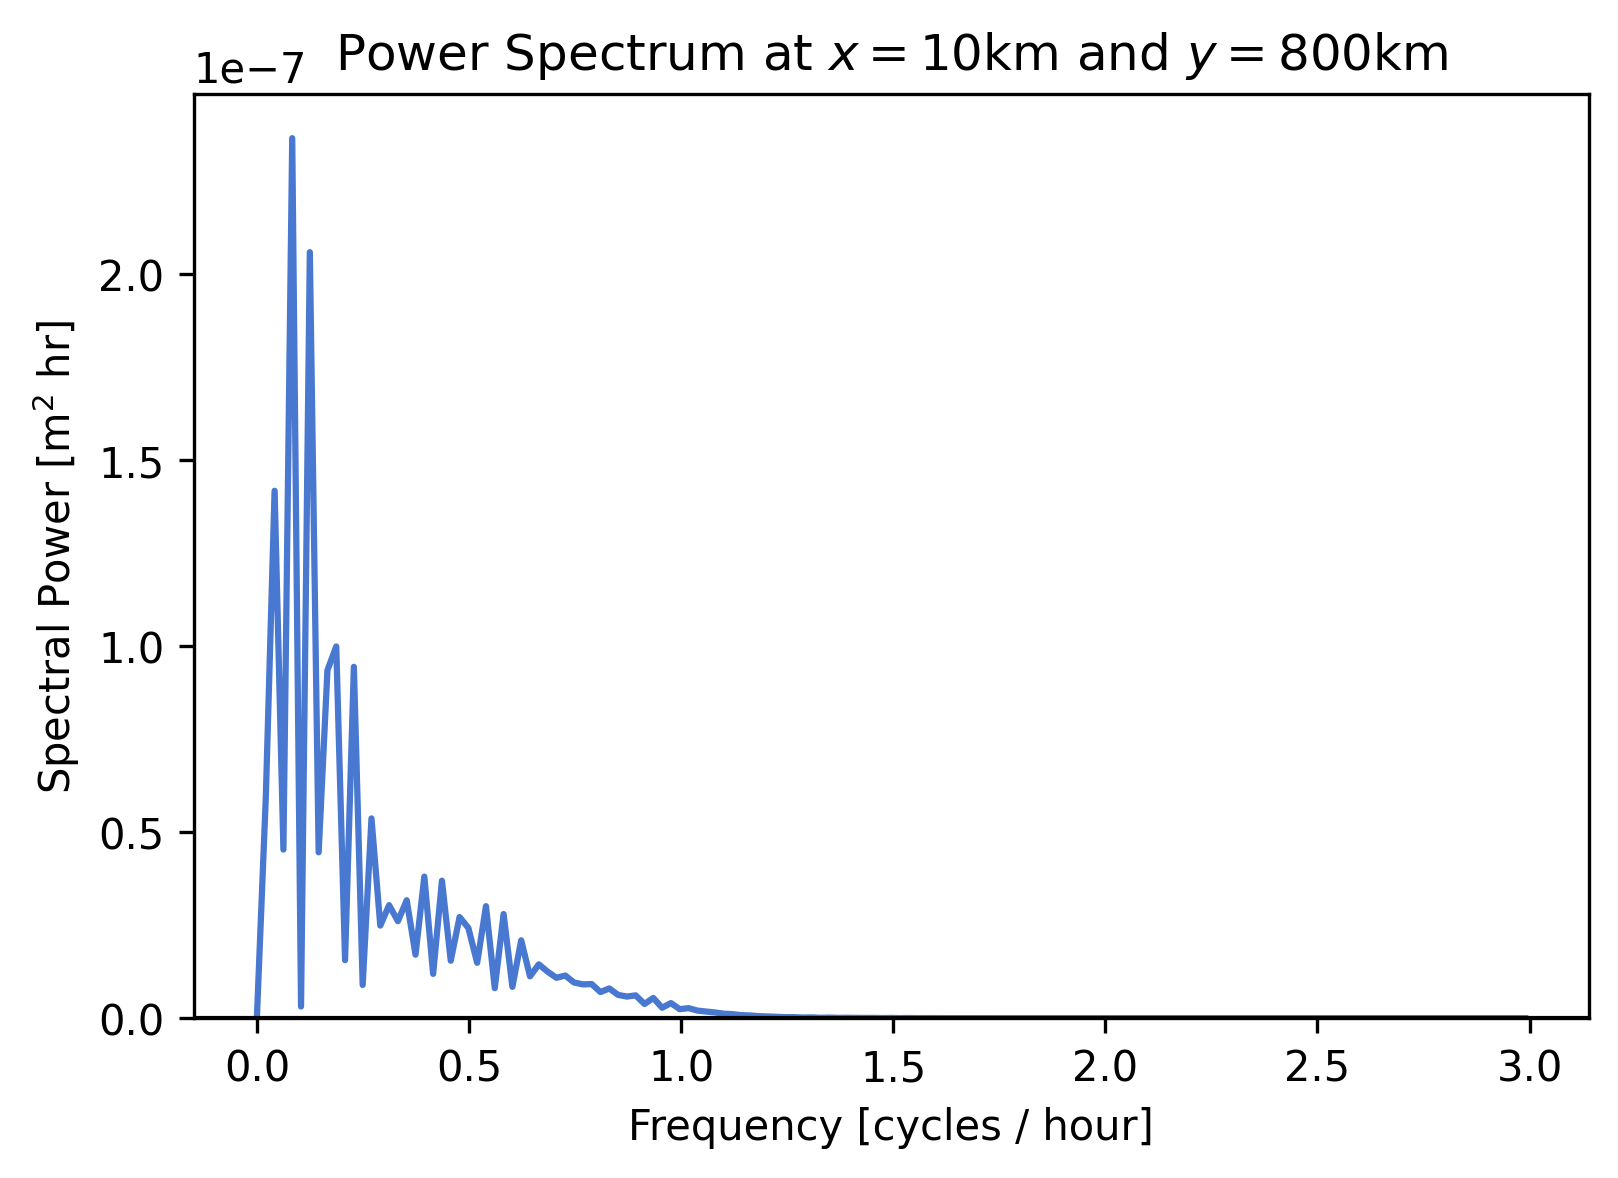 Power Spectrum at x = 10km and y = 800km
1e−7
2.0
1.5
1.0
0.5
0.0
Spectral Power [m² hr]
0.0 0.5 1.0 1.5 2.0 2.5 3.0
Frequency [cycles / hour]